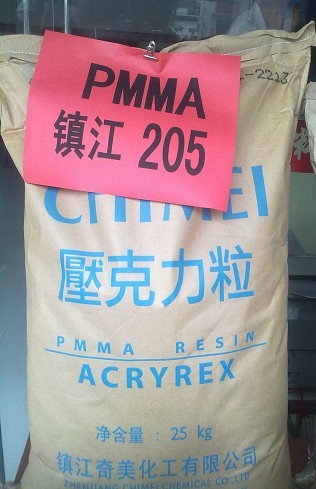 PMMA
镇江 205
-2213
CHIMEI
壓克力粒
PMMA RESIN
ACRYREX
净含量：25 kg
镇江奇美化工有限公司
ZHENJIANG CHIMEI CHEMICAL CO., LTD